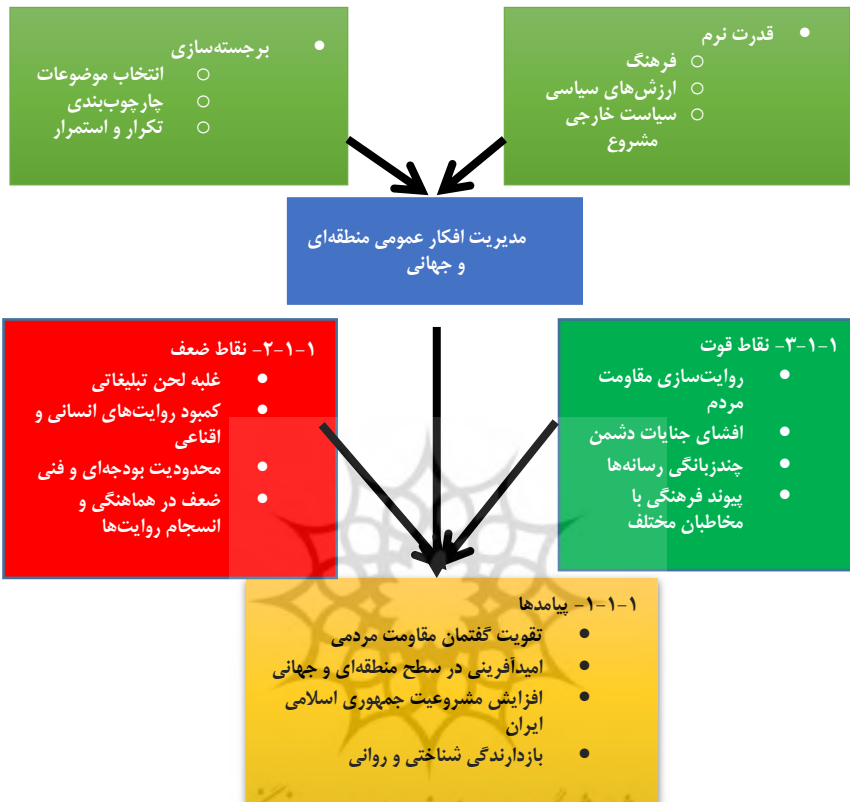 قدرت نرم
فرهنگ
ارزش‌های سیاسی
سیاست خارجی
مشروع
برجسته‌سازی
انتخاب موضوعات
چارچوب‌بندی
تکرار و استمرار
مدیریت افکار عمومی منطقه‌ای
و جهانی
۳-۱-۱- نقاط قوت
روایت‌سازی مقاومت
مردم
افشای جنایات دشمن
چندزبانگی رسانه‌ها
پیوند فرهنگی با
مخاطبان مختلف
۲-۱-۱- نقاط ضعف
غلبه لحن تبلیغاتی
کمبود روایت‌های انسانی و
اقناعی
محدودیت بودجه‌ای و فنی
ضعف در هماهنگی و
انسجام روایت‌ها
۱-۱-۱- پیامدها
تقویت گفتمان مقاومت مردمی
امیدآفرینی در سطح منطقه‌ای و جهانی
افزایش مشروعیت جمهوری اسلامی
ایران
بازدارندگی شناختی و روانی